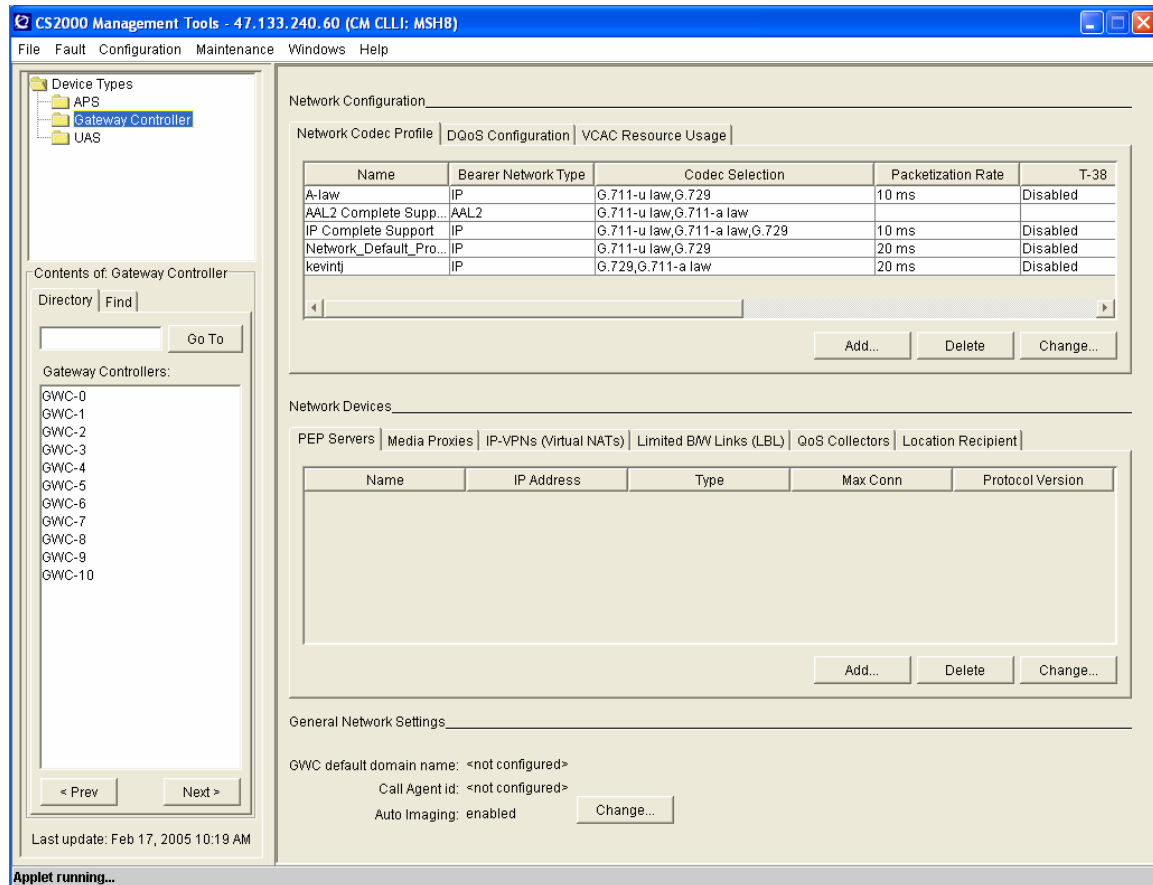 CS2000 Management Tools - 47.133.240.60 (CM CLLI: MSH8)
File Fault Configuration Maintenance Windows Help
Device Types
APS
Gateway Controller
UAS
Contents of: Gateway Controller
Directory Find
Go To
Gateway Controllers:
GWC-0
GWC-1
GWC-2
GWC-3
GWC-4
GWC-5
GWC-6
GWC-7
GWC-8
GWC-9
GWC-10
< Prev Next >
Last update: Feb 17, 2005 10:19 AM
Network Configuration
Network Codec Profile DQoS Configuration VCAC Resource Usage
Name Bearer Network Type Codec Selection Packetization Rate T-38
A-law IP G.711-u law,G.729 10 ms Disabled
AAL2 Complete Supp... AAL2 G.711-u law,G.711-a law
IP Complete Support IP G.711-u law,G.711-a law,G.729 10 ms Disabled
Network_Default_Pro... IP G.711-u law,G.729 20 ms Disabled
kevintj IP G.729,G.711-a law 20 ms Disabled
Add... Delete Change...
Network Devices
PEP Servers Media Proxies IP-VPNs (Virtual NATs) Limited B/W Links (LBL) QoS Collectors Location Recipient
Name IP Address Type Max Conn Protocol Version
Add... Delete Change...
General Network Settings
GWC default domain name: <not configured>
Call Agent id: <not configured>
Auto Imaging: enabled Change...
Applet running...